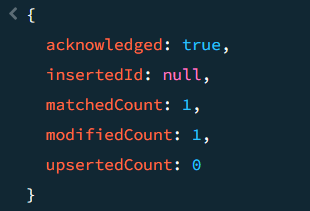 {
acknowledged: true,
insertedId: null,
matchedCount: 1,
modifiedCount: 1,
upsertedCount: 0
}